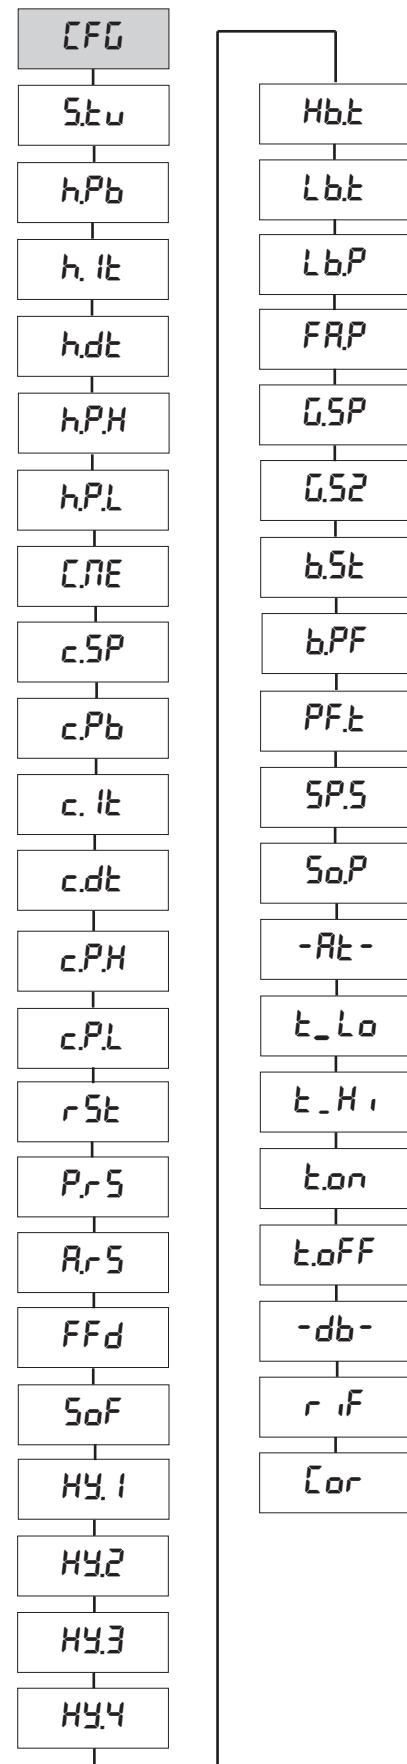 CFG
S.tu
h.Pb
h.It
h.dt
h.P.H
h.P.L
C.ME
c.SP
c.Pb
c.It
c.dt
c.P.H
c.P.L
rSt
P.rS
A.rS
FFd
SoF
HY.1
HY.2
HY.3
HY.4
Hb.t
Lb.t
Lb.P
FA.P
G.SP
G.S2
b.St
b.PF
PF.t
SP.S
So.P
-At-
t_Lo
t_Hi
t.on
t.oFF
-db-
riF
Cor